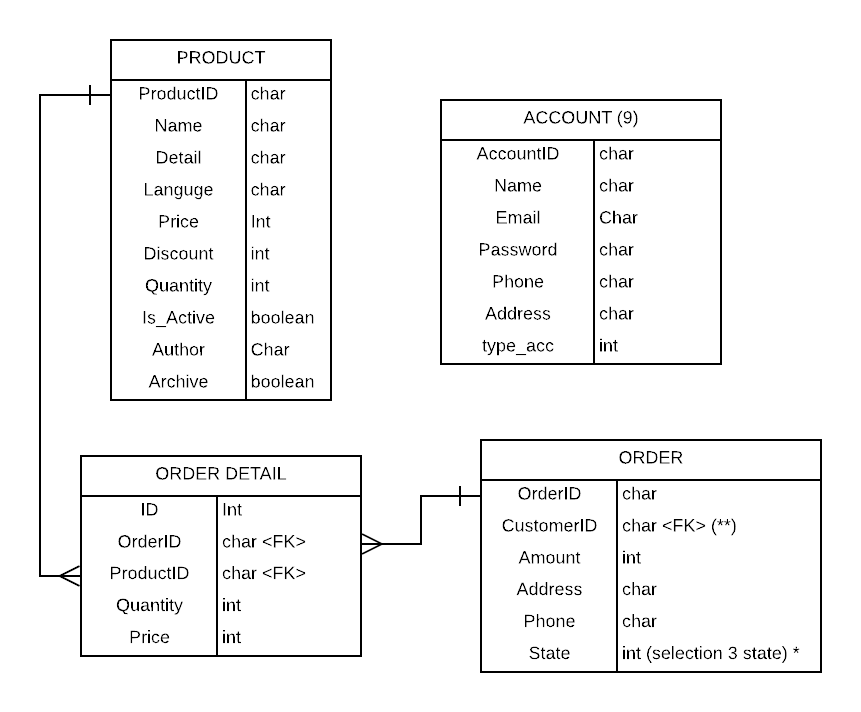 PRODUCT
ProductID char
Name char
Detail char
Languge char
Price Int
Discount int
Quantity int
Is_Active boolean
Author Char
Archive boolean
ACCOUNT (9)
AccountID char
Name char
Email Char
Password char
Phone char
Address char
type_acc int
ORDER DETAIL
ID Int
OrderID char <FK>
ProductID char <FK>
Quantity int
Price int
ORDER
OrderID char
CustomerID char <FK> (**)
Amount int
Address char
Phone char
State int (selection 3 state) *